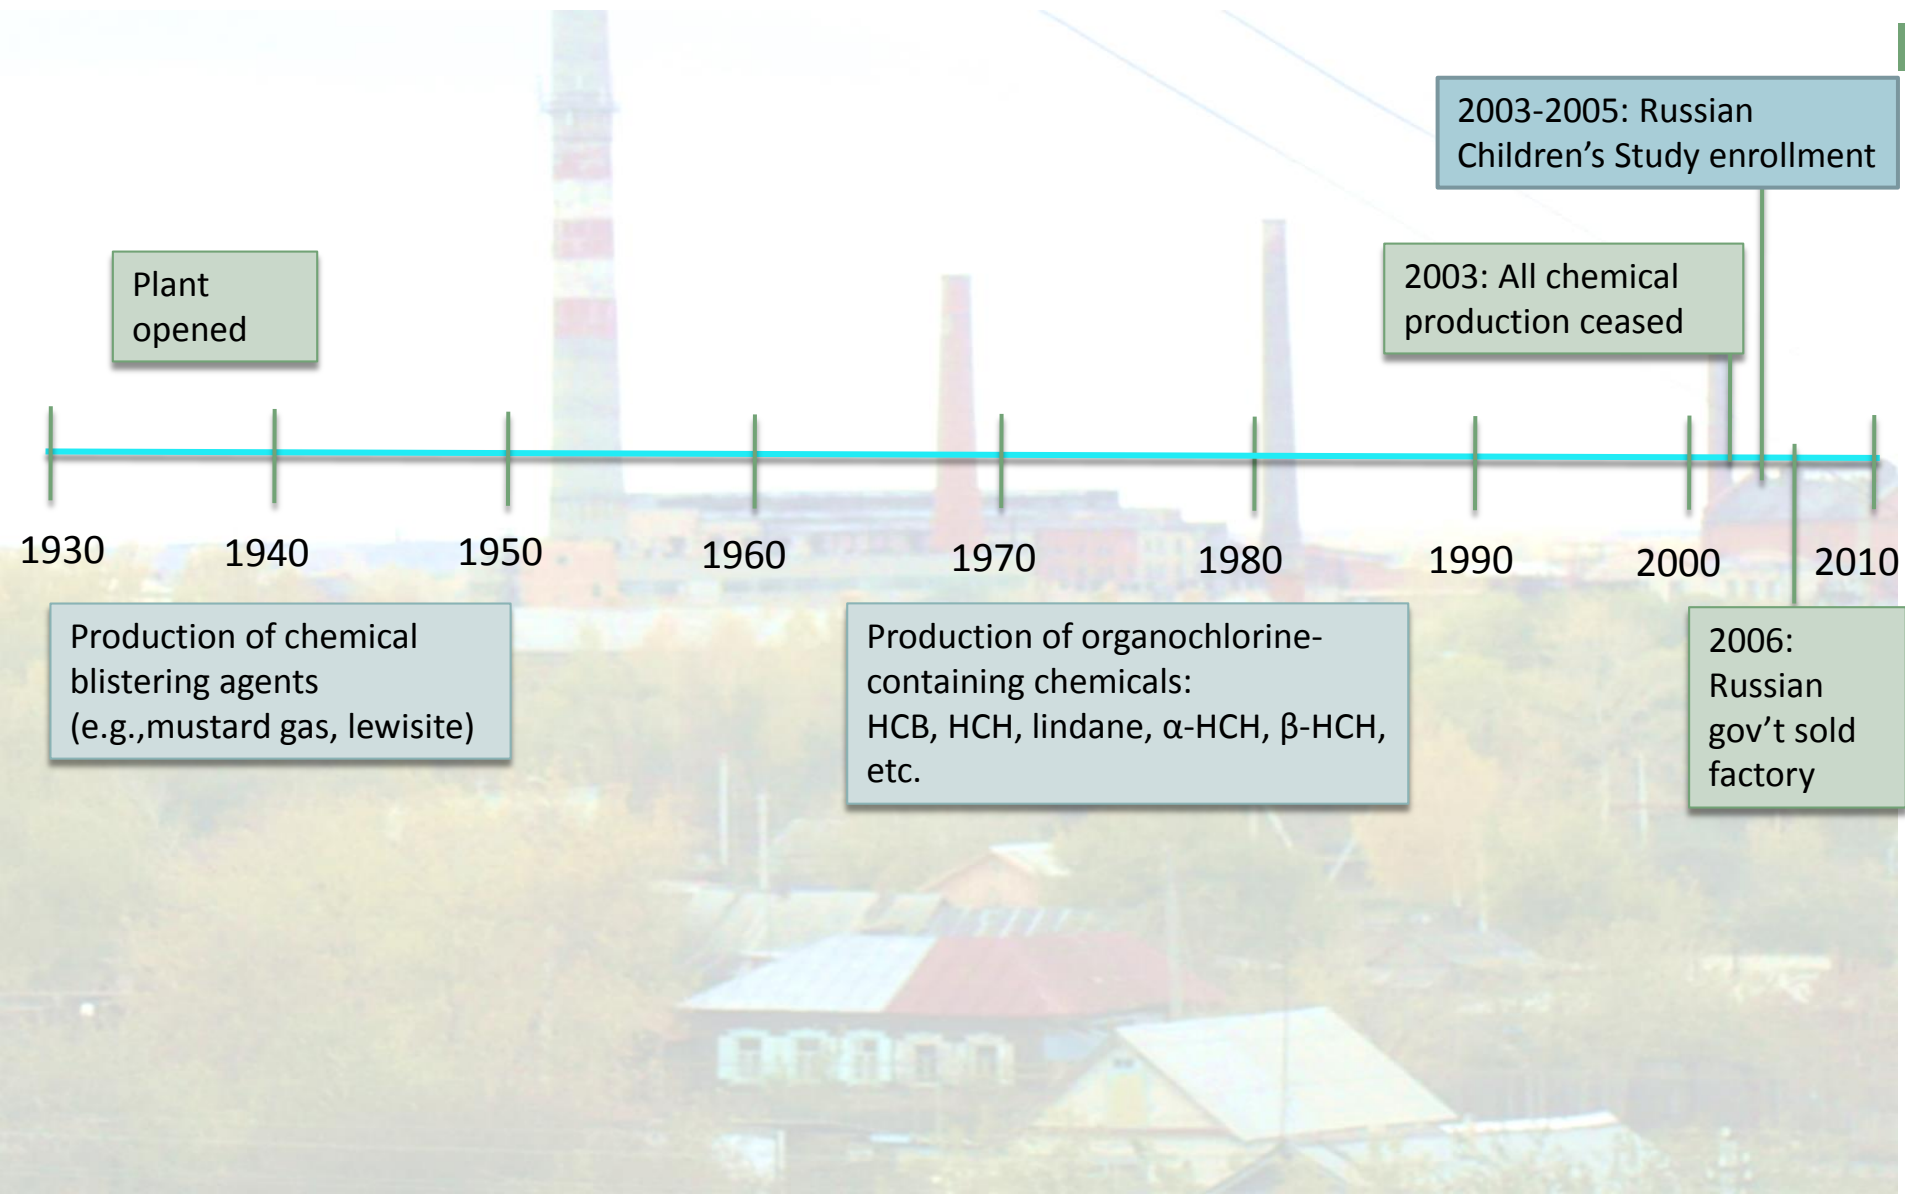 2003-2005: Russian
Children’s Study enrollment
Plant
opened
2003: All chemical
production ceased
1930 1940 1950 1960 1970 1980 1990 2000 2010
Production of chemical
blistering agents
(e.g.,mustard gas, lewisite)
Production of organochlorine-
containing chemicals:
HCB, HCH, lindane, α-HCH, β-HCH,
etc.
2006:
Russian
gov’t sold
factory